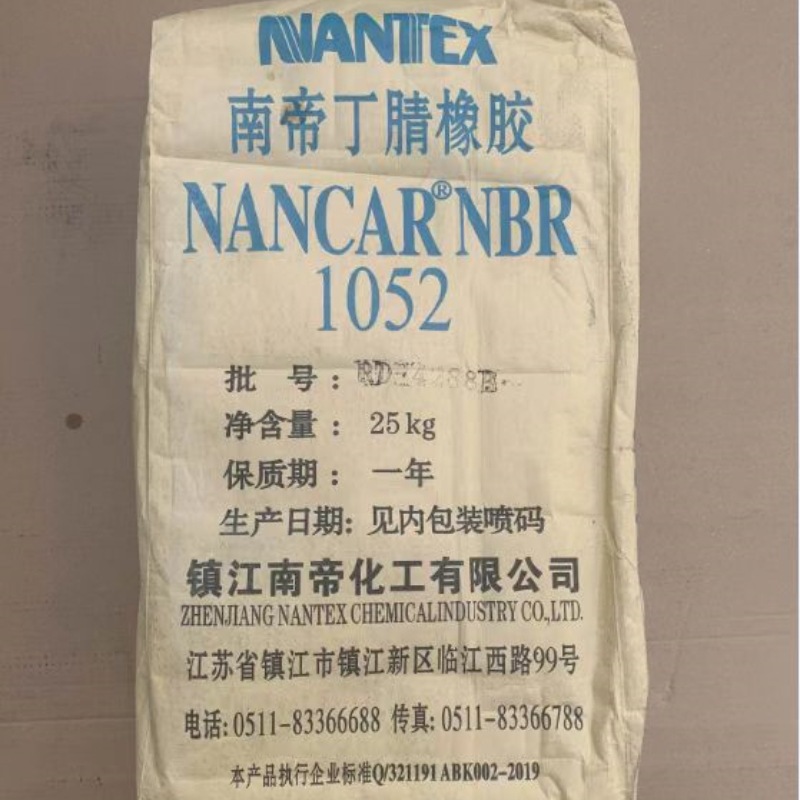 NANTEX
南帝丁腈橡胶
NANCAR® NBR
1052
批 号：
净含量：25kg
保质期：一年
生产日期：见内包装喷码
镇江南帝化工有限公司
ZHENJIANG NANTEX CHEMICALINDUSTRY CO.,LTD.
江苏省镇江市镇江新区临江西路99号
电话：0511-83366688 传真：0511-83366788
本产品执行企业标准Q/321191 ABK002-2019